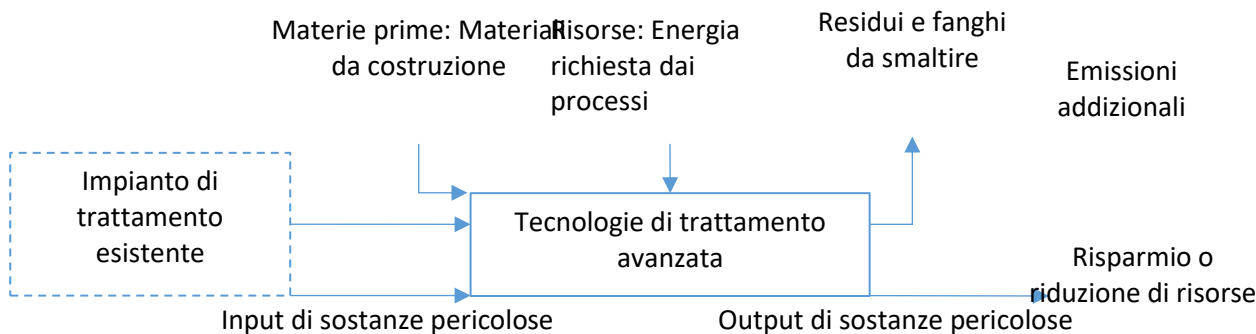 Materie prime: Materiali
da costruzione
Risorse: Energia
richiesta dai
processi
Residui e fanghi
da smaltire
Emissioni
addizionali
Impianto di
trattamento
esistente
Tecnologie di trattamento
avanzata
Risparmio o
riduzione di risorse
Input di sostanze pericolose
Output di sostanze pericolose